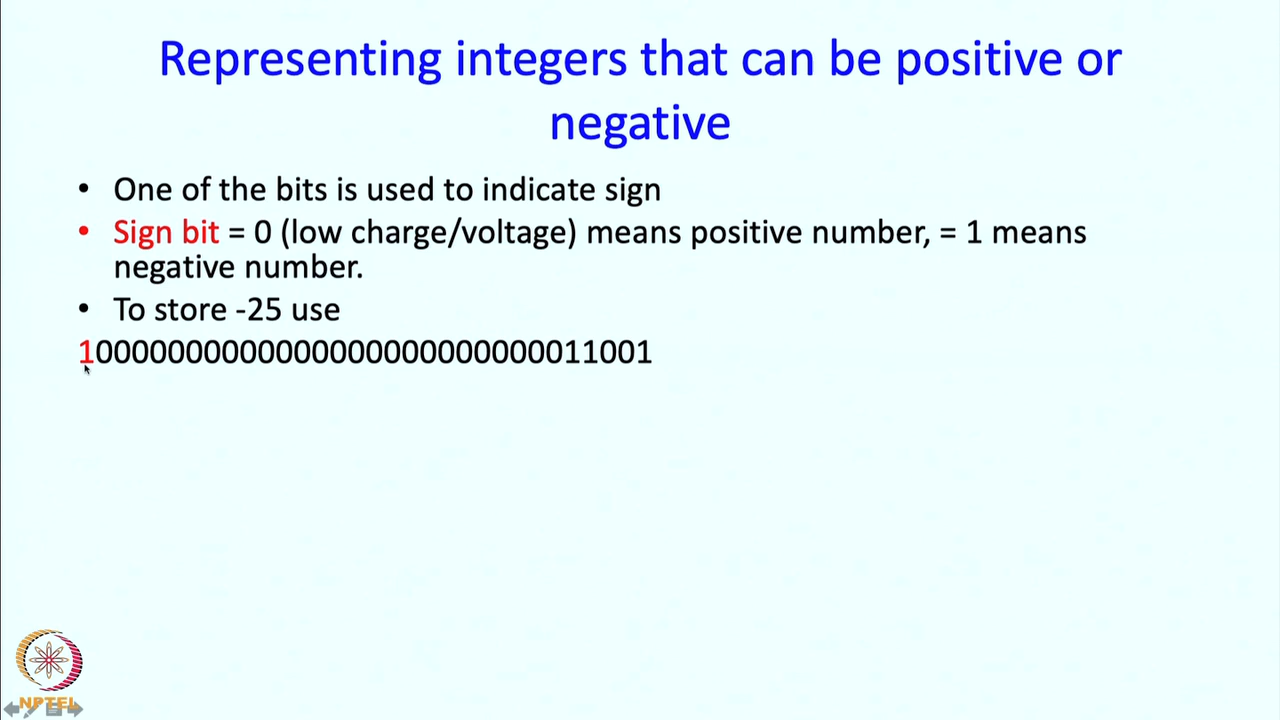 Representing integers that can be positive or
negative
• One of the bits is used to indicate sign
• Sign bit = 0 (low charge/voltage) means positive number, = 1 means
negative number.
• To store -25 use
10000000000000000000000000011001
NPTEL